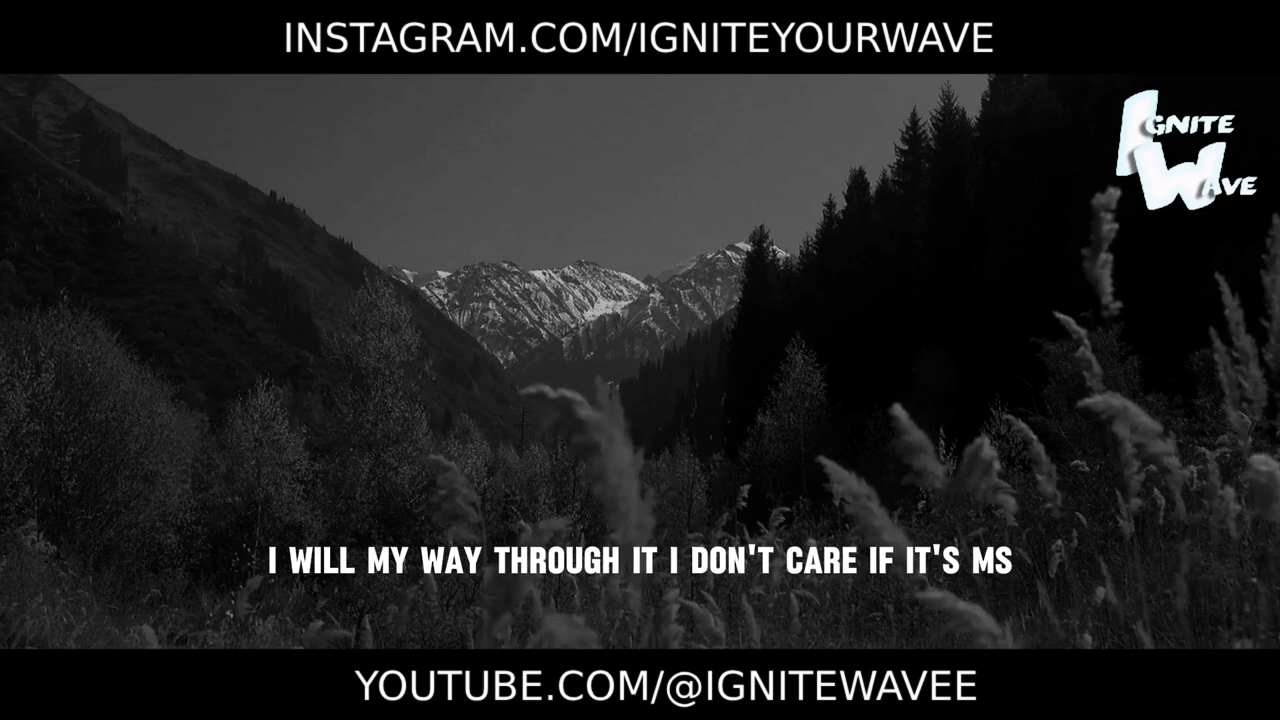 INSTAGRAM.COM/IGNITEYOURWAVE
IGNITE
WAVE
I WILL MY WAY THROUGH IT I DON'T CARE IF IT'S MS
YOUTUBE.COM/@IGNITEWAVEE